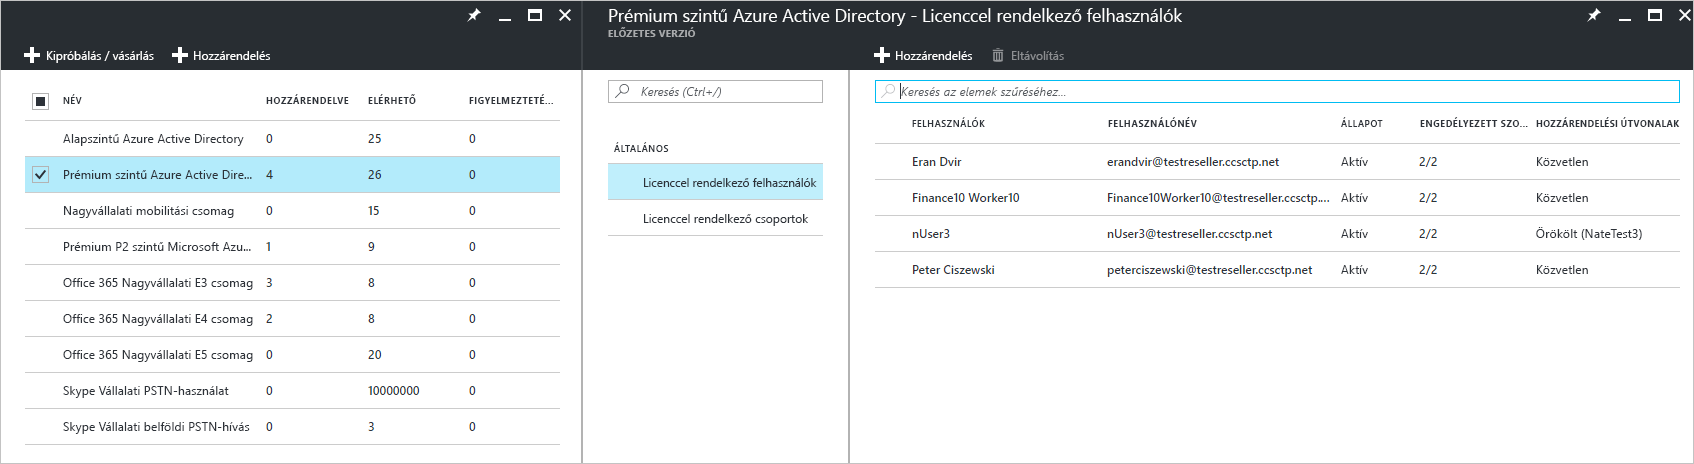 Kipróbálás / vásárlás Hozzárendelés
NÉV HOZZÁRENDELVE ELÉRHETŐ FIGYELMEZTETÉ...
Alapszintű Azure Active Directory 0 25 0
Prémium szintű Azure Active Dire... 4 26 0
Nagyvállalati mobilitási csomag 0 15 0
Prémium P2 szintű Microsoft Azu... 1 9 0
Office 365 Nagyvállalati E3 csomag 3 8 0
Office 365 Nagyvállalati E4 csomag 2 8 0
Office 365 Nagyvállalati E5 csomag 0 20 0
Skype Vállalati PSTN-használat 0 10000000 0
Skype Vállalati belföldi PSTN-hívás 0 3 0
Prémium szintű Azure Active Directory - Licenccel rendelkező felhasználók
ELŐZETES VERZIÓ
Keresés (Ctrl+/)
ÁLTALÁNOS
Licenccel rendelkező felhasználók
Licenccel rendelkező csoportok
Hozzárendelés Eltávolítás
Keresés az elemek szűréséhez...
FELHASZNÁLÓK FELHASZNÁLÓNÉV ÁLLAPOT ENGEDÉLYEZETT SZO... HOZZÁRENDELÉSI ÚTVONALAK
Eran Dvir erandvir@testreseller.ccsctp.net Aktív 2/2 Közvetlen
Finance10 Worker10 Finance10Worker10@testreseller.ccsctp.... Aktív 2/2 Közvetlen
nUser3 nUser3@testreseller.ccsctp.net Aktív 2/2 Örökölt (NateTest3)
Peter Ciszewski peterciszewski@testreseller.ccsctp.net Aktív 2/2 Közvetlen